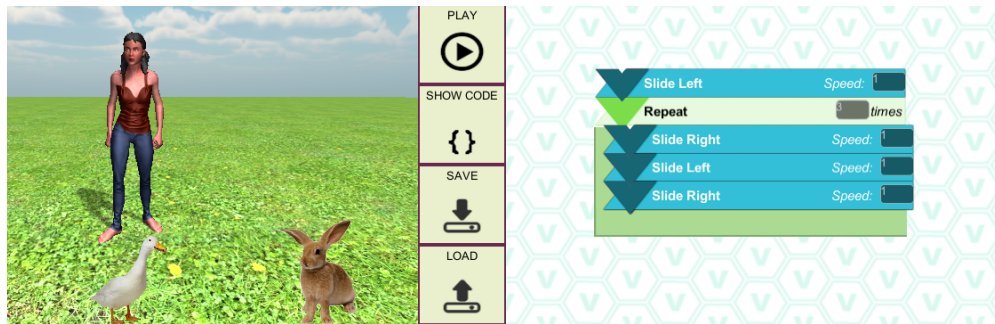 PLAY
SHOW CODE
{ }
SAVE
LOAD
Slide Left Speed: 1
Repeat 3 times
Slide Right Speed: 1
Slide Left Speed: 1
Slide Right Speed: 1